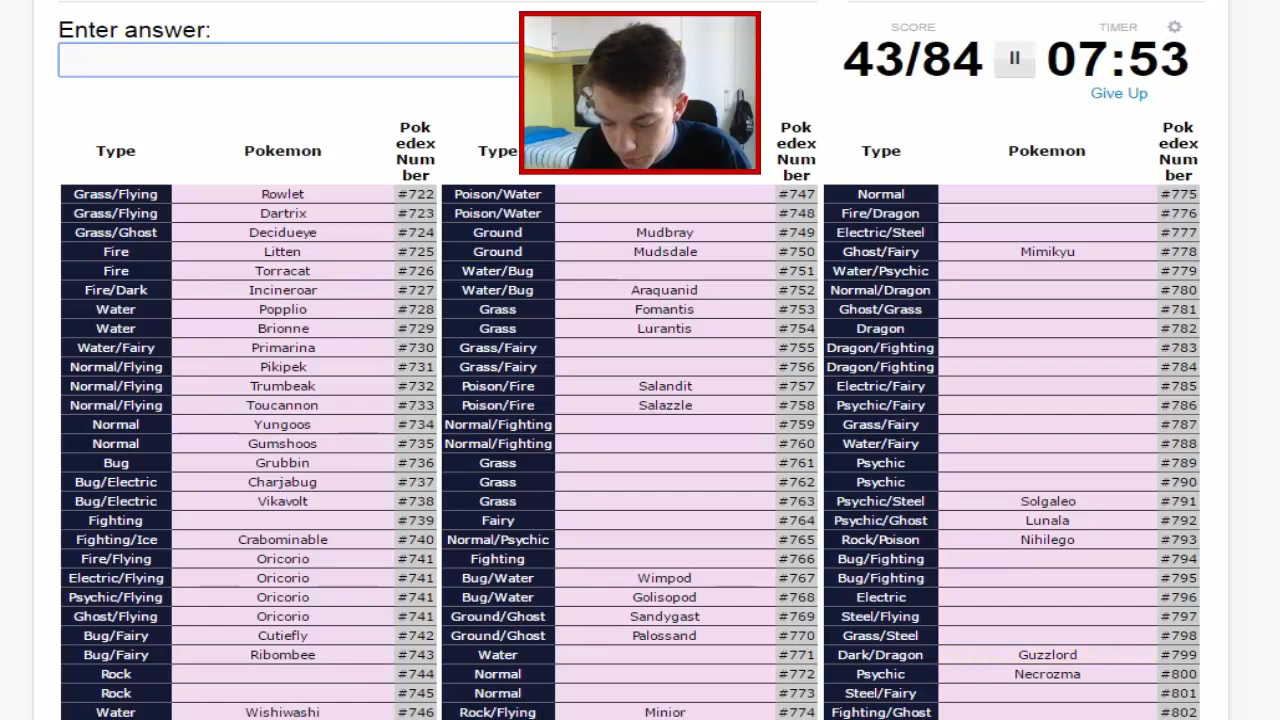 Enter answer:
SCORE
43/84
TIMER
07:53
Give Up
Type Pokemon Pok edex Num ber Type Pok edex Num ber Type Pokemon Pok edex Num ber
Grass/Flying Rowlet #722 Poison/Water #747 Normal #775
Grass/Flying Dartrix #723 Poison/Water #748 Fire/Dragon #776
Grass/Ghost Decidueye #724 Ground Mudbray #749 Electric/Steel #777
Fire Litten #725 Ground Mudsdale #750 Ghost/Fairy Mimikyu #778
Fire Torracat #726 Water/Bug #751 Water/Psychic #779
Fire/Dark Incineroar #727 Water/Bug Araquanid #752 Normal/Dragon #780
Water Popplio #728 Grass Fomantis #753 Ghost/Grass #781
Water Brionne #729 Grass Lurantis #754 Dragon #782
Water/Fairy Primarina #730 Grass/Fairy #755 Dragon/Fighting #783
Normal/Flying Pikipek #731 Grass/Fairy #756 Dragon/Fighting #784
Normal/Flying Trumbeak #732 Poison/Fire Salandit #757 Electric/Fairy #785
Normal/Flying Toucannon #733 Poison/Fire Salazzle #758 Psychic/Fairy #786
Normal Yungoos #734 Normal/Fighting #759 Grass/Fairy #787
Normal Gumshoos #735 Normal/Fighting #760 Water/Fairy #788
Bug Grubbin #736 Grass #761 Psychic #789
Bug/Electric Charjabug #737 Grass #762 Psychic #790
Bug/Electric Vikavolt #738 Grass #763 Psychic/Steel Solgaleo #791
Fighting #739 Fairy #764 Psychic/Ghost Lunala #792
Fighting/Ice Crabominable #740 Normal/Psychic #765 Rock/Poison Nihilego #793
Fire/Flying Oricorio #741 Fighting #766 Bug/Fighting #794
Electric/Flying Oricorio #741 Bug/Water Wimpod #767 Bug/Fighting #795
Psychic/Flying Oricorio #741 Bug/Water Golisopod #768 Electric #796
Ghost/Flying Oricorio #741 Ground/Ghost Sandygast #769 Steel/Flying #797
Bug/Fairy Cutiefly #742 Ground/Ghost Palossand #770 Grass/Steel #798
Bug/Fairy Ribombee #743 Water #771 Dark/Dragon Guzzlord #799
Rock #744 Normal #772 Psychic Necrozma #800
Rock #745 Normal #773 Steel/Fairy #801
Water Wishiwashi #746 Rock/Flying Minior #774 Fighting/Ghost #802